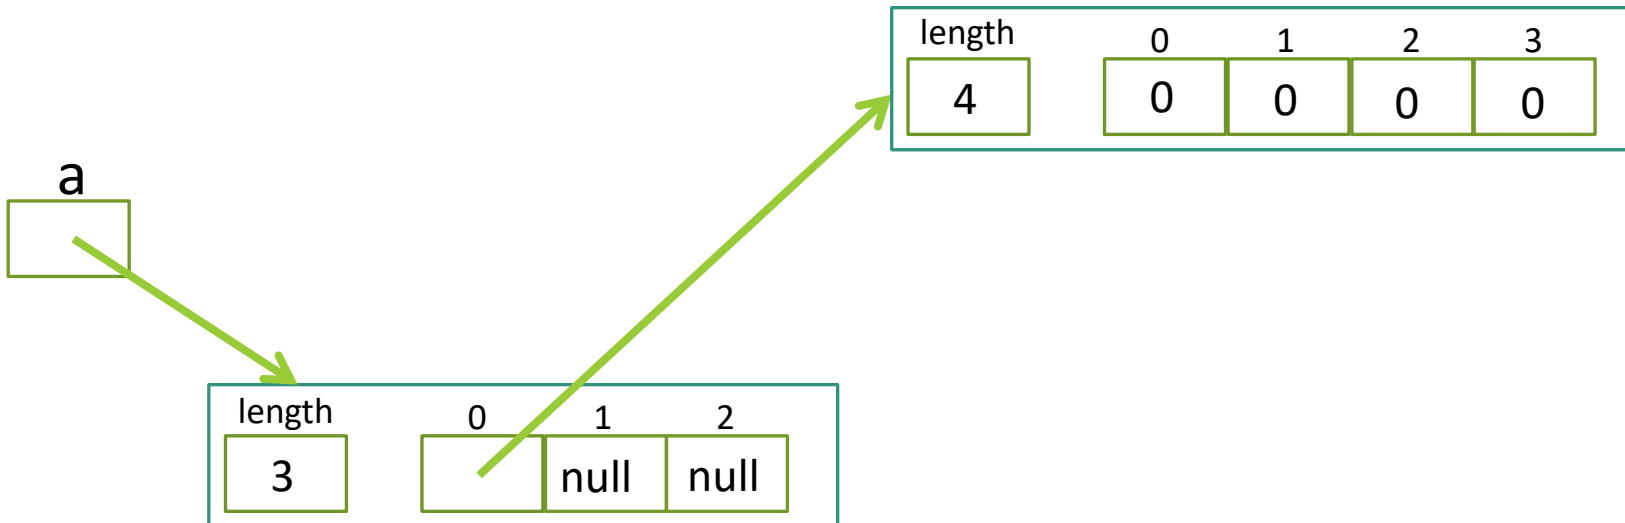 length 0 1 2 3
4 0 0 0 0
a
length 0 1 2
3 null null